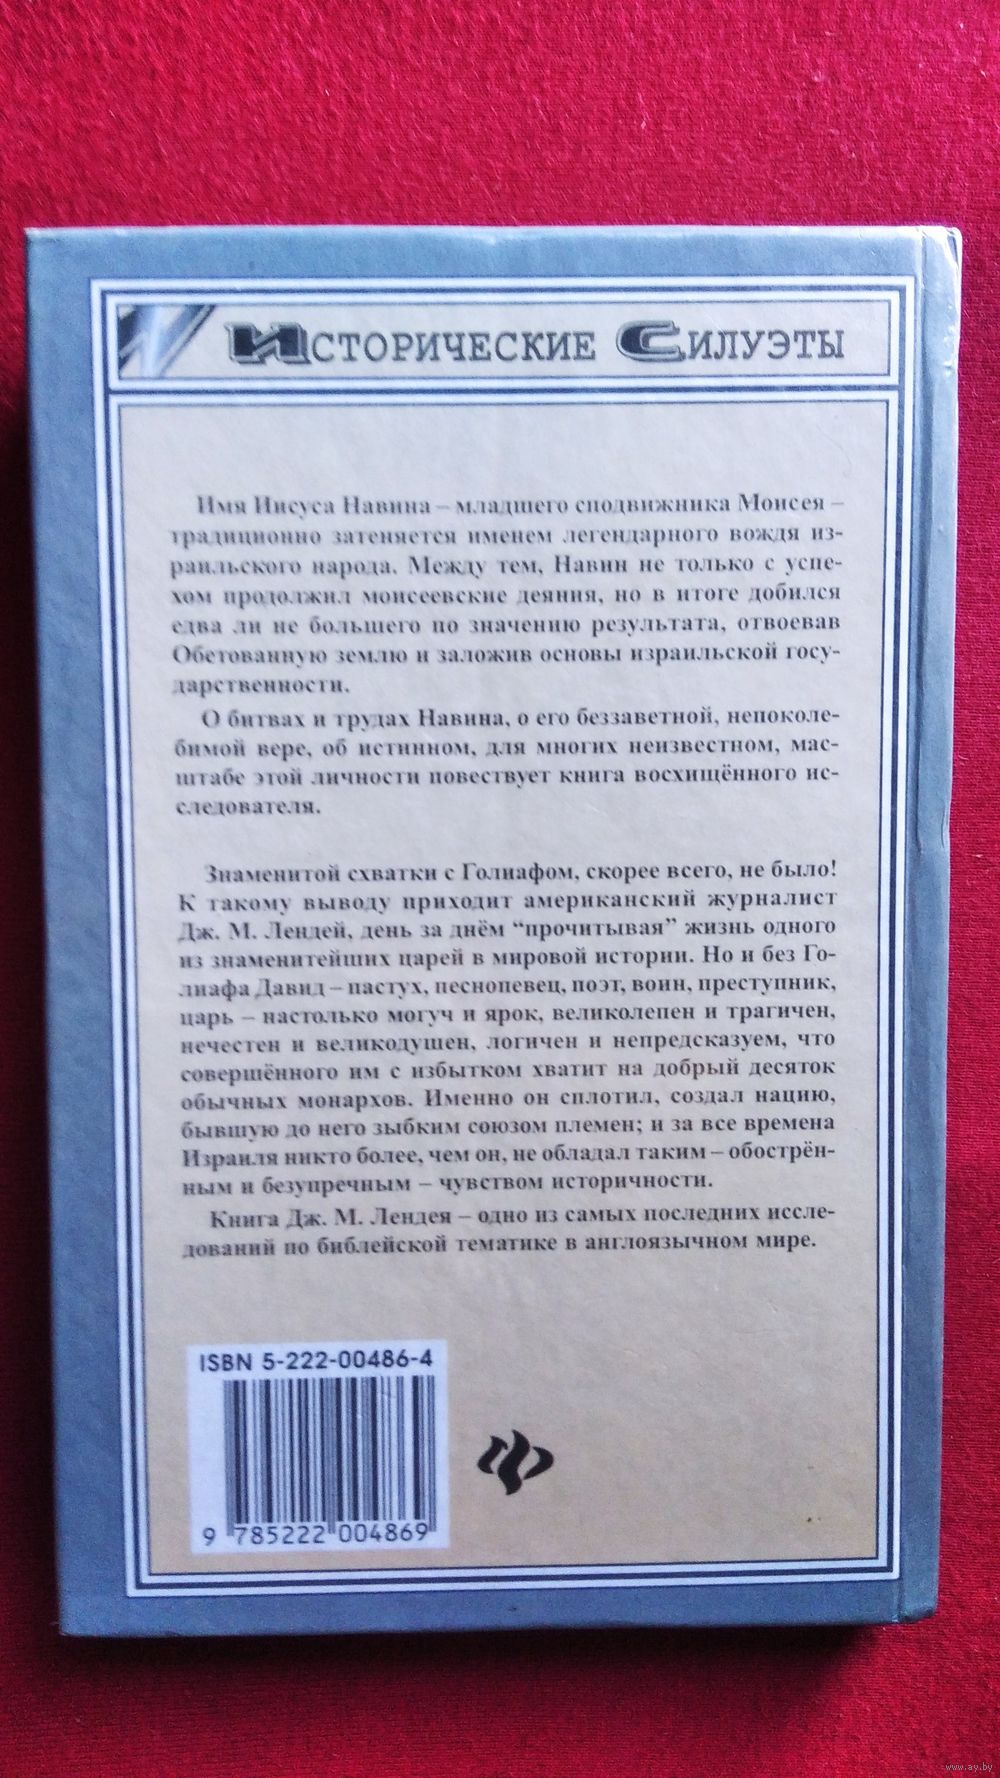 Исторические Силуэты
Имя Иисуса Навина – младшего сподвижника Моисея –
традиционно затеняется именем легендарного вождя из-
раильского народа. Между тем, Навин не только с успе-
хом продолжил моисеевские деяния, но в итоге добился
едва ли не большего по значению результата, отвоевав
Обетованную землю и заложив основы израильской госу-
дарственности.
О битвах и трудах Навина, о его беззаветной, непоколе-
бимой вере, об истинном, для многих неизвестном, мас-
штабе этой личности повествует книга восхищённого ис-
следователя.
Знаменитой схватки с Голиафом, скорее всего, не было!
К такому выводу приходит американский журналист
Дж. М. Лендей, день за днём “прочитывая” жизнь одного
из знаменитейших царей в мировой истории. Но и без Го-
лиафа Давид – пастух, песнопевец, поэт, воин, преступник,
царь – настолько могуч и ярок, великолепен и трагичен,
нечестен и великодушен, логичен и непредсказуем, что
совершённого им с избытком хватит на добрый десяток
обычных монархов. Именно он сплотил, создал нацию,
бывшую до него зыбким союзом племен; и за все времена
Израиля никто более, чем он, не обладал таким – обострён-
ным и безупречным – чувством историчности.
Книга Дж. М. Лендея – одно из самых последних иссле-
дований по библейской тематике в англоязычном мире.
ISBN 5-222-00486-4
9 785222 004869
www.ay.by